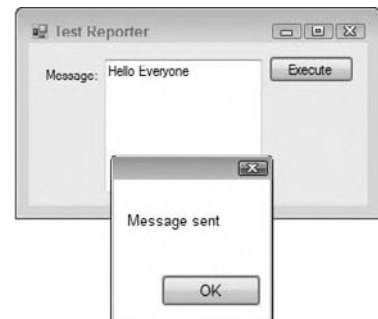 Test Reporter
Message:
Hello Everyone
Execute
Message sent
OK